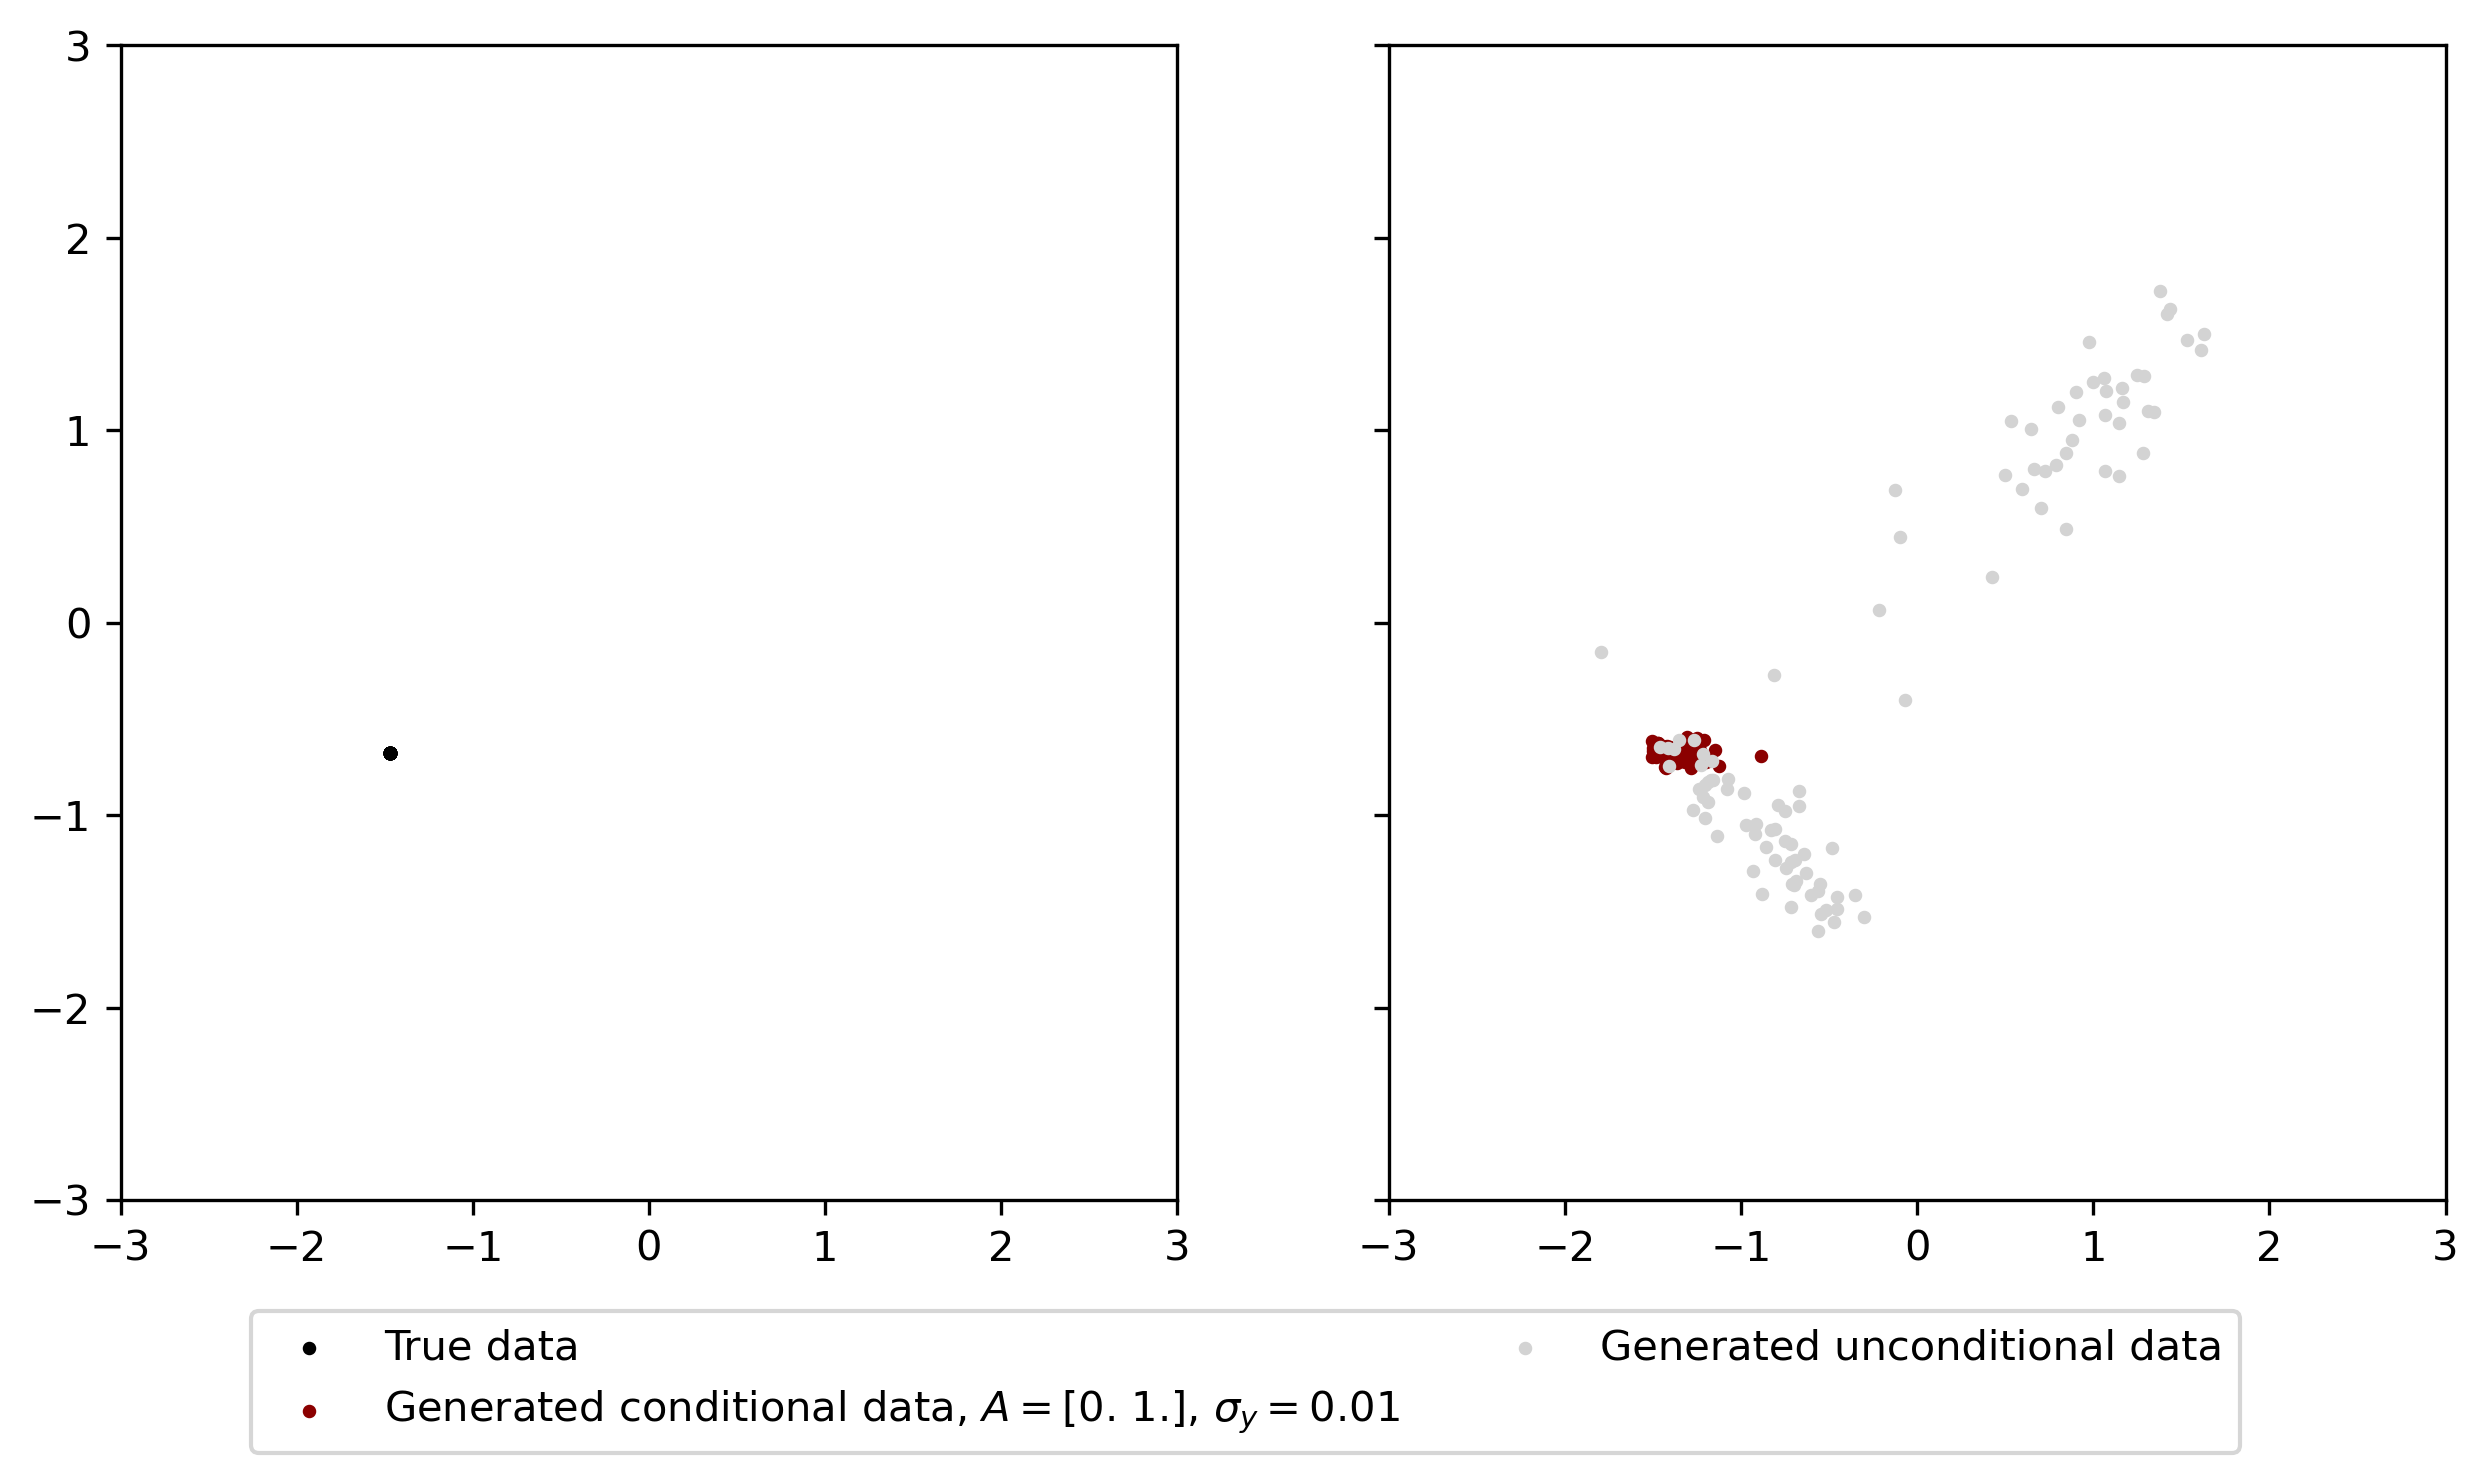 3
2
1
0
−1
−2
−3
−3 −2 −1 0 1 2 3
−3 −2 −1 0 1 2 3
True data
Generated conditional data, A = [0. 1.], σ_y = 0.01
Generated unconditional data